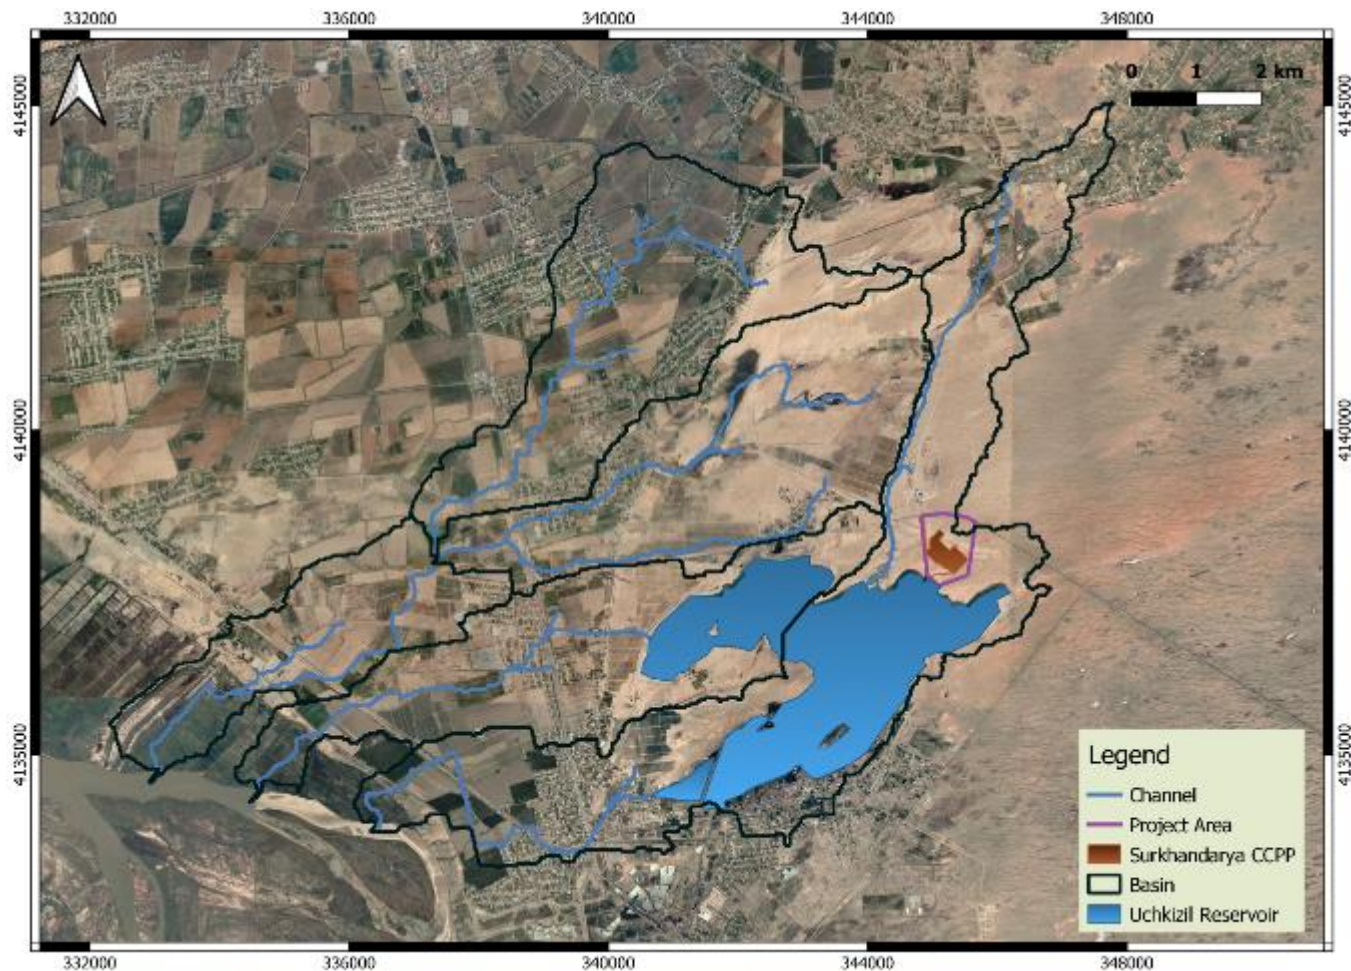 332000 336000 340000 344000 348000
0 1 2 km
4145000 4145000
4140000 4140000
4135000 4135000
Legend
Channel
Project Area
Surkhandarya CCPP
Basin
Uchkizil Reservoir
332000 336000 340000 344000 348000